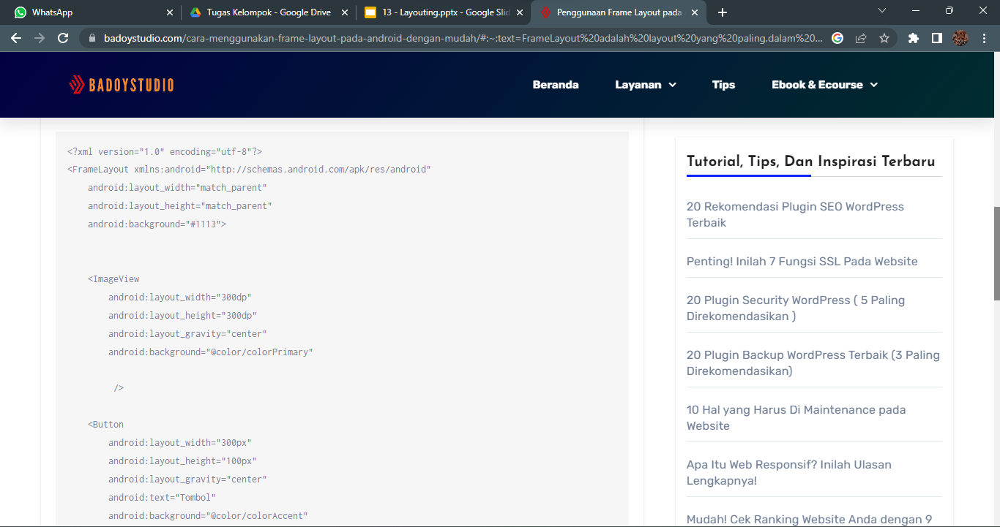 WhatsApp
Tugas Kelompok - Google Drive
13 - Layouting.pptx - Google Slid
Penggunaan Frame Layout pada
badoystudio.com/cara-menggunakan-frame-layout-pada-android-dengan-mudah/#:~:text=FrameLayout%20adalah%20layout%20yang%20paling,dalam%20...
BADOYSTUDIO
Beranda
Layanan
Tips
Ebook & Ecourse
<?xml version="1.0" encoding="utf-8"?>
<FrameLayout xmlns:android="http://schemas.android.com/apk/res/android"
    android:layout_width="match_parent"
    android:layout_height="match_parent"
    android:background="#1113">
    <ImageView
        android:layout_width="300dp"
        android:layout_height="300dp"
        android:layout_gravity="center"
        android:background="@color/colorPrimary"
         />
    <Button
        android:layout_width="300px"
        android:layout_height="100px"
        android:layout_gravity="center"
        android:text="Tombol"
        android:background="@color/colorAccent"
Tutorial, Tips, Dan Inspirasi Terbaru
20 Rekomendasi Plugin SEO WordPress
Terbaik
Penting! Inilah 7 Fungsi SSL Pada Website
20 Plugin Security WordPress ( 5 Paling
Direkomendasikan )
20 Plugin Backup WordPress Terbaik (3 Paling
Direkomendasikan)
10 Hal yang Harus Di Maintenance pada
Website
Apa Itu Web Responsif? Inilah Ulasan
Lengkapnya!
Mudah! Cek Ranking Website Anda dengan 9